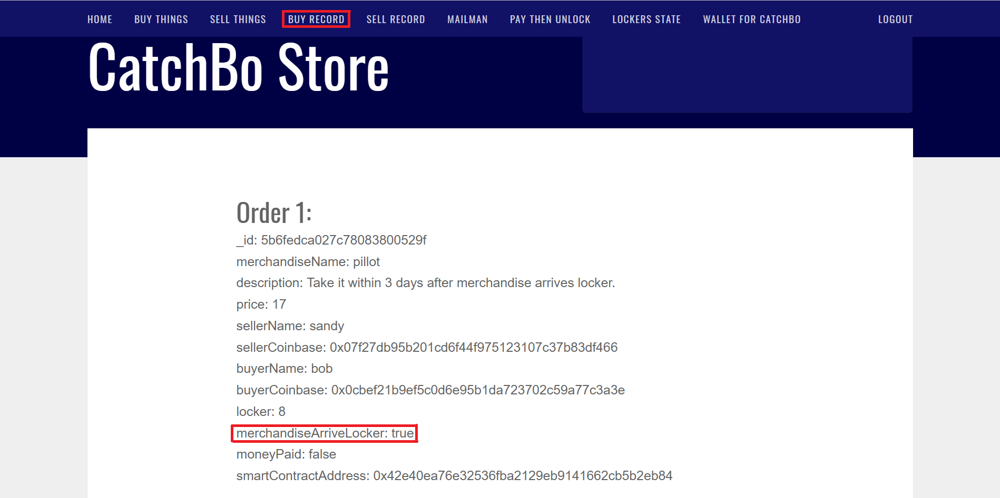 HOME BUY THINGS SELL THINGS BUY RECORD SELL RECORD MAILMAN PAY THEN UNLOCK LOCKERS STATE WALLET FOR CATCHBO LOGOUT
CatchBo Store
Order 1:
_id: 5b6fedca027c78083800529f
merchandiseName: pillot
description: Take it within 3 days after merchandise arrives locker.
price: 17
sellerName: sandy
sellerCoinbase: 0x07f27db95b201cd6f44f975123107c37b83df466
buyerName: bob
buyerCoinbase: 0x0cbef21b9ef5c0d6e95b1da723702c59a77c3a3e
locker: 8
merchandiseArriveLocker: true
moneyPaid: false
smartContractAddress: 0x42e40ea76e32536fba2129eb9141662cb5b2eb84